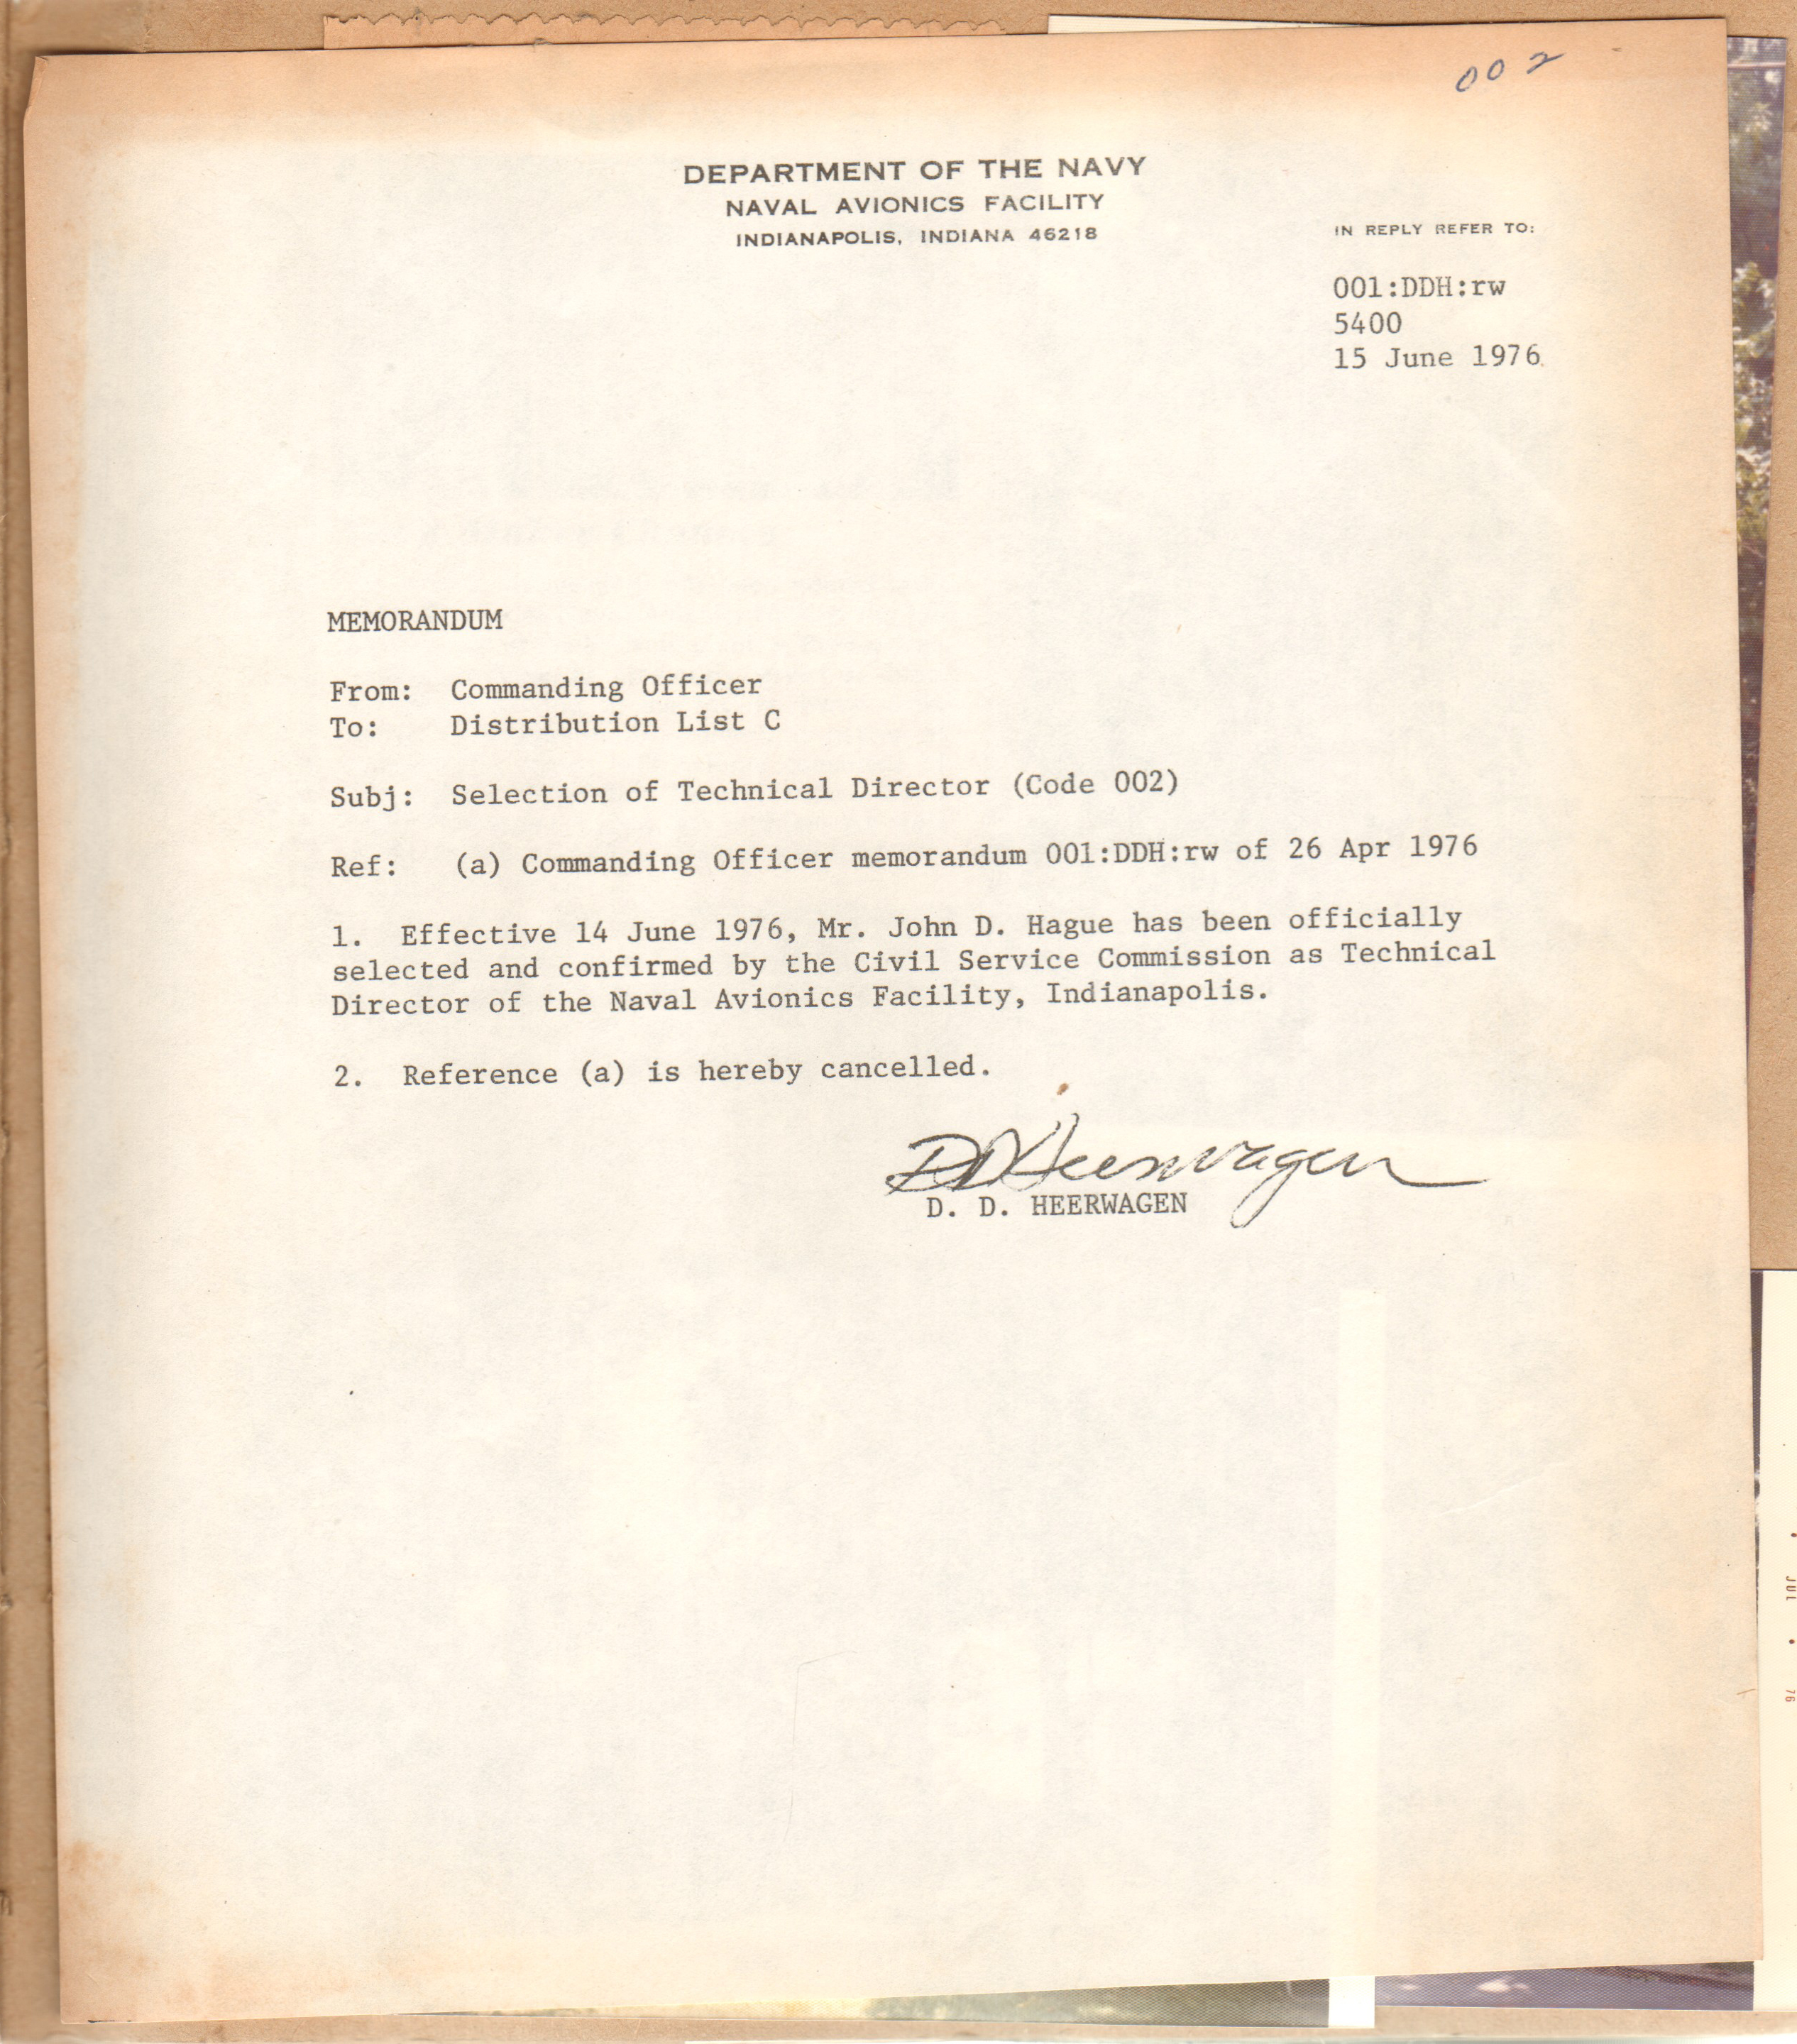 002
DEPARTMENT OF THE NAVY
NAVAL AVIONICS FACILITY
INDIANAPOLIS, INDIANA 46218
IN REPLY REFER TO:
001:DDH:rw
5400
15 June 1976
MEMORANDUM
From: Commanding Officer
To: Distribution List C
Subj: Selection of Technical Director (Code 002)
Ref: (a) Commanding Officer memorandum 001:DDH:rw of 26 Apr 1976
1. Effective 14 June 1976, Mr. John D. Hague has been officially
selected and confirmed by the Civil Service Commission as Technical
Director of the Naval Avionics Facility, Indianapolis.
2. Reference (a) is hereby cancelled.
DDHeerwagen
D. D. HEERWAGEN
• JUL • 76